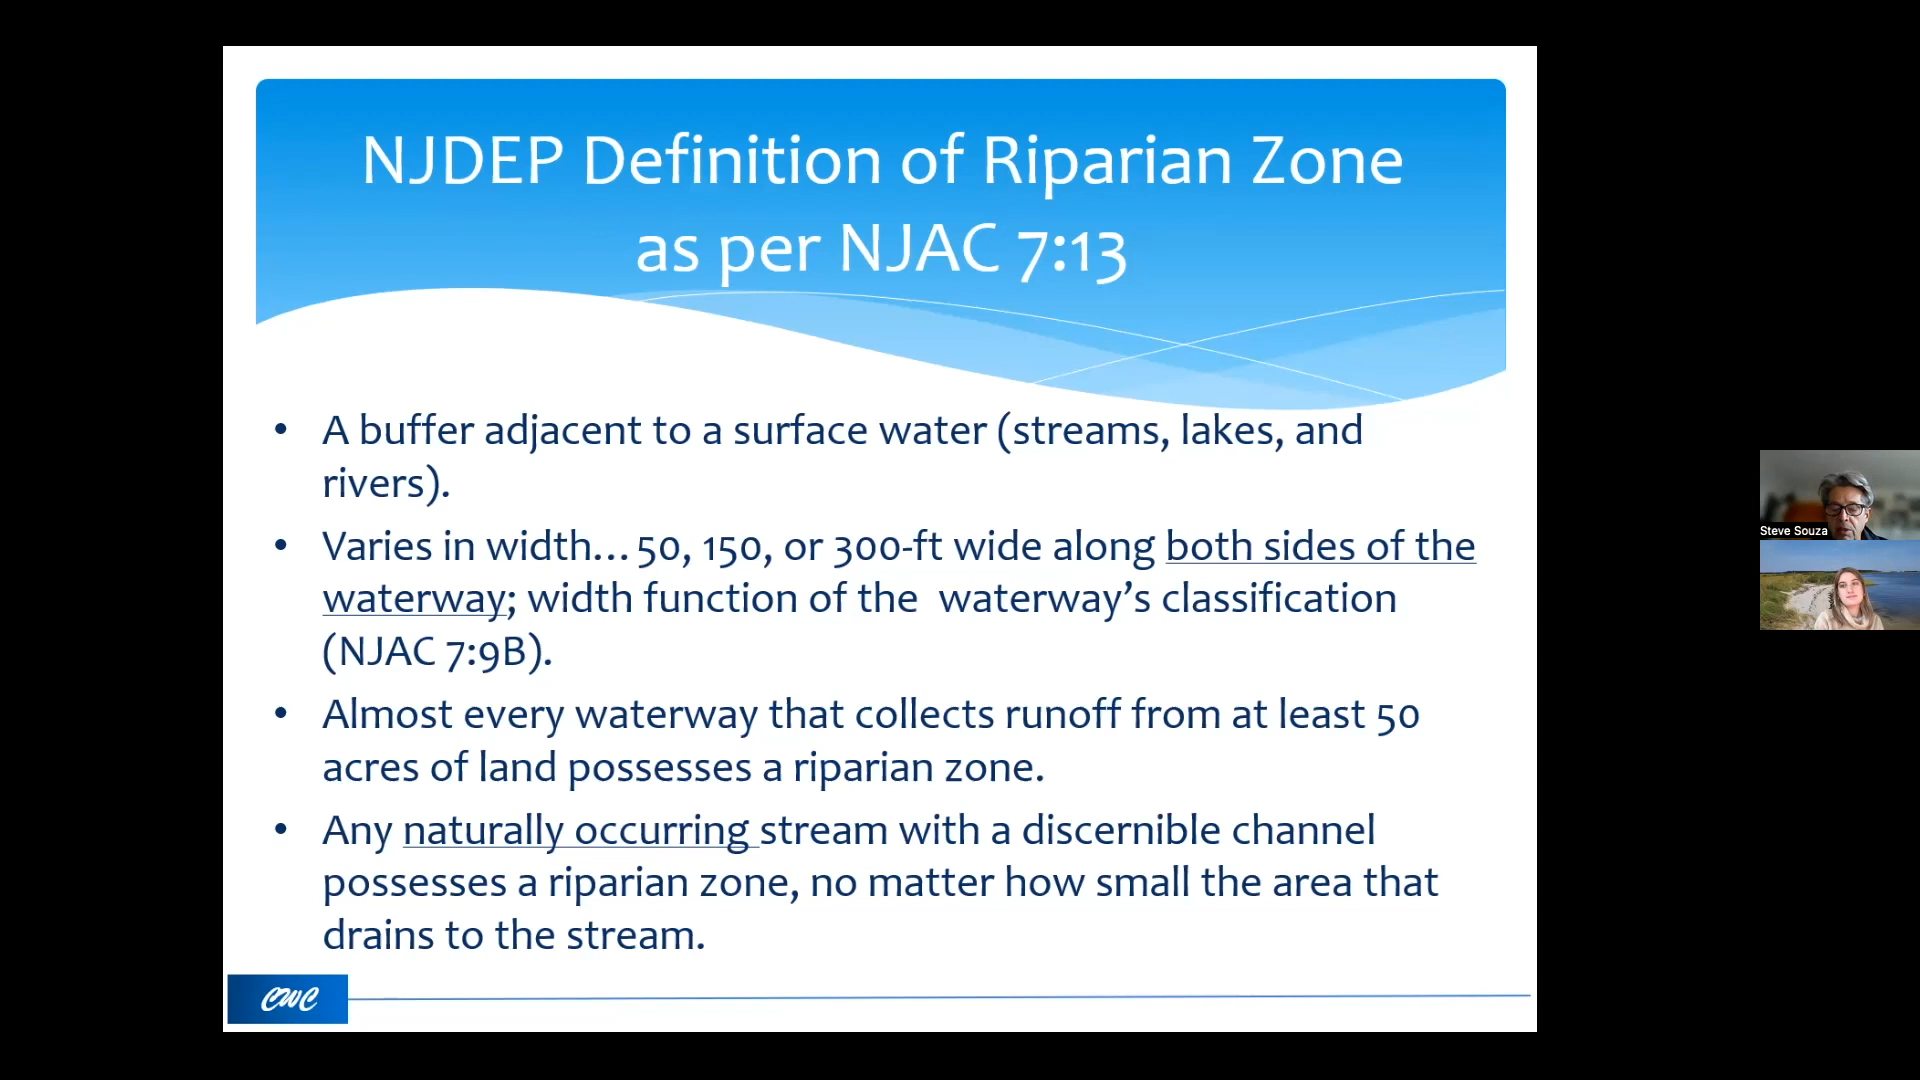 NJDEP Definition of Riparian Zone
as per NJAC 7:13
• A buffer adjacent to a surface water (streams, lakes, and
rivers).
• Varies in width... 50, 150, or 300-ft wide along both sides of the
waterway; width function of the waterway's classification
(NJAC 7:9B).
• Almost every waterway that collects runoff from at least 50
acres of land possesses a riparian zone.
• Any naturally occurring stream with a discernible channel
possesses a riparian zone, no matter how small the area that
drains to the stream.
CWC
Steve Souza